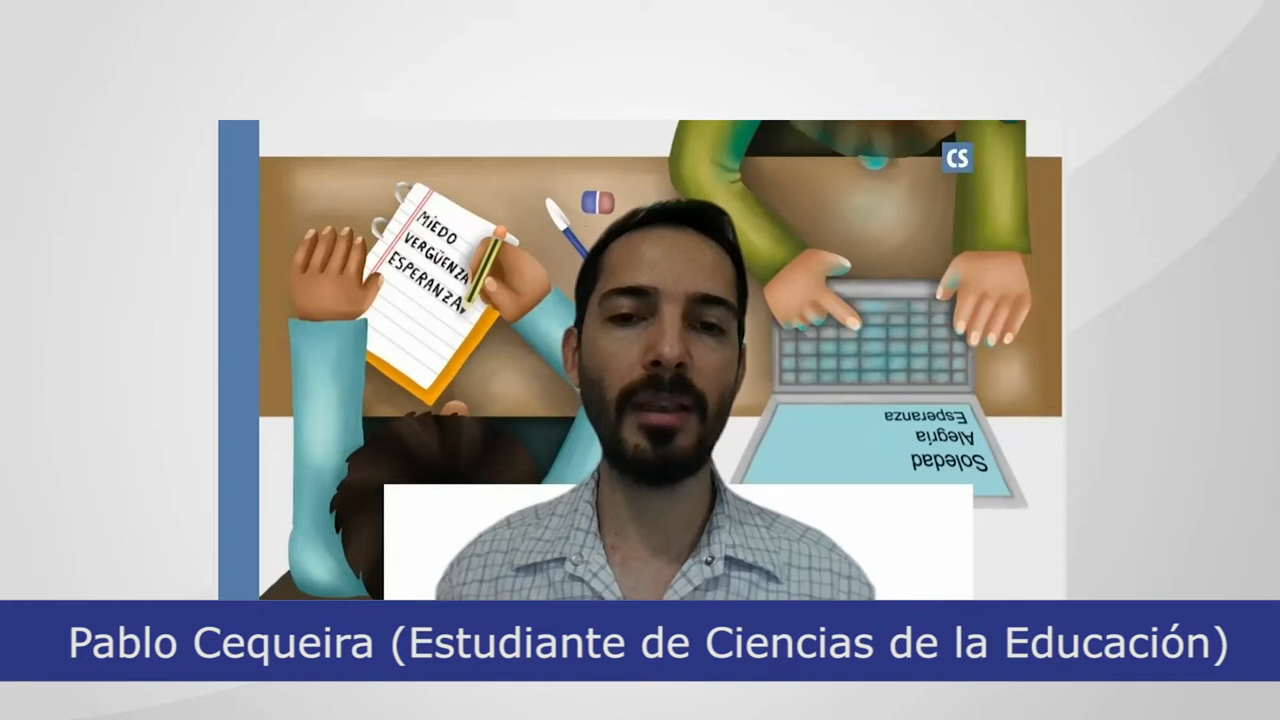 CS
MIEDO
VERGÜENZA
ESPERANZA,
Esperanza
Alegría
Soledad
Pablo Cequeira (Estudiante de Ciencias de la Educación)